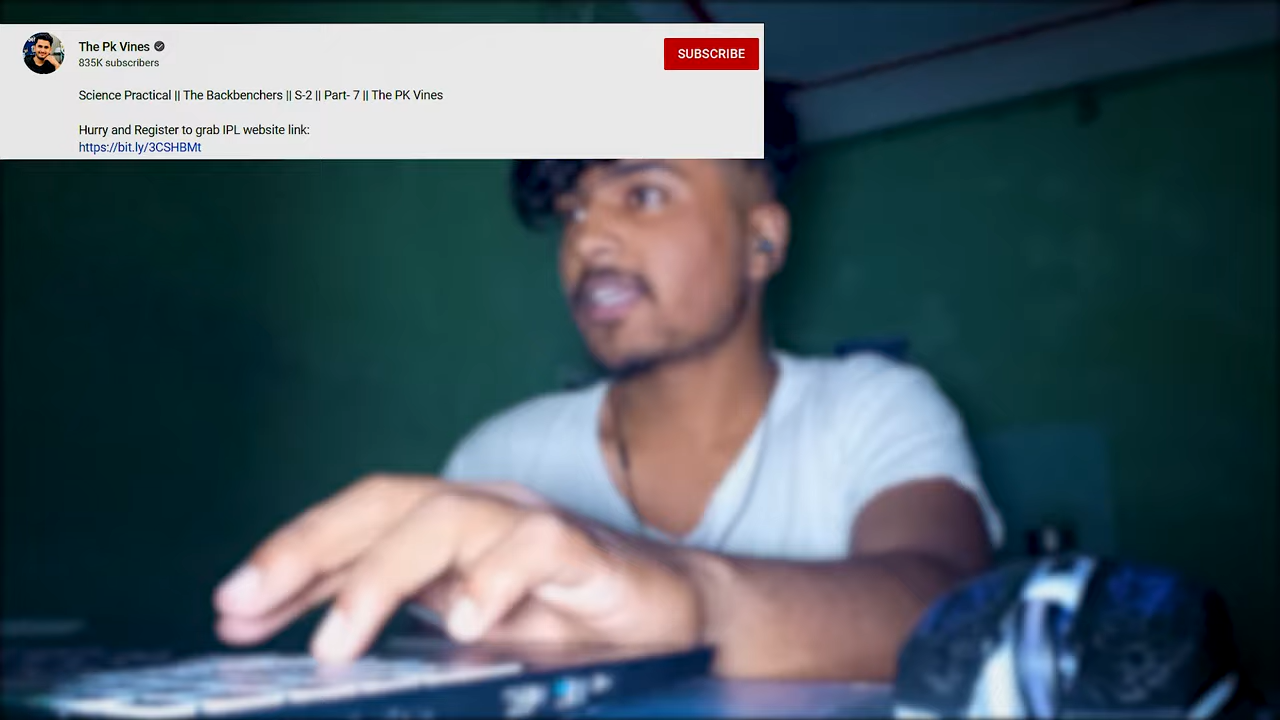 The Pk Vines
835K subscribers
SUBSCRIBE
Science Practical || The Backbenchers || S-2 || Part- 7 || The PK Vines
Hurry and Register to grab IPL website link:
https://bit.ly/3CSHBMt